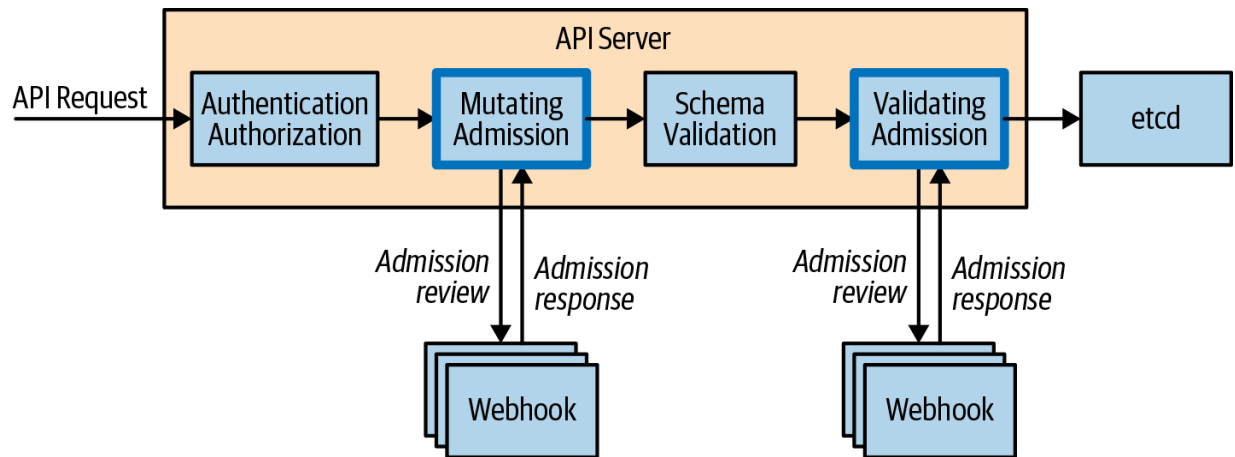 API Server
API Request
Authentication
Authorization
Mutating
Admission
Schema
Validation
Validating
Admission
etcd
Admission
review
Admission
response
Admission
review
Admission
response
Webhook
Webhook